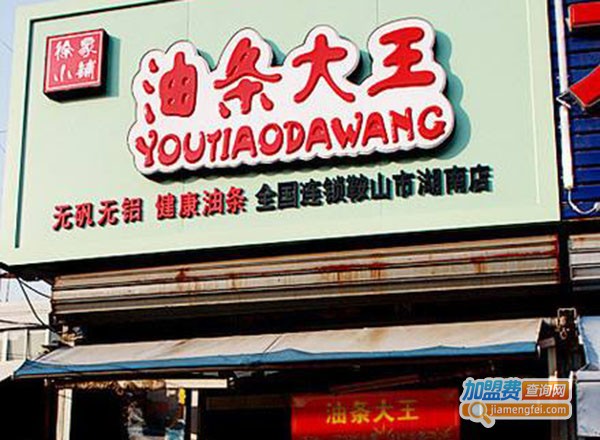 徐家
小铺
油条大王
YOUTIAODAWANG
无矾无铝 健康油条 全国连锁鞍山市湖南店
油条大王
加盟费查询网
jiamengfei.com